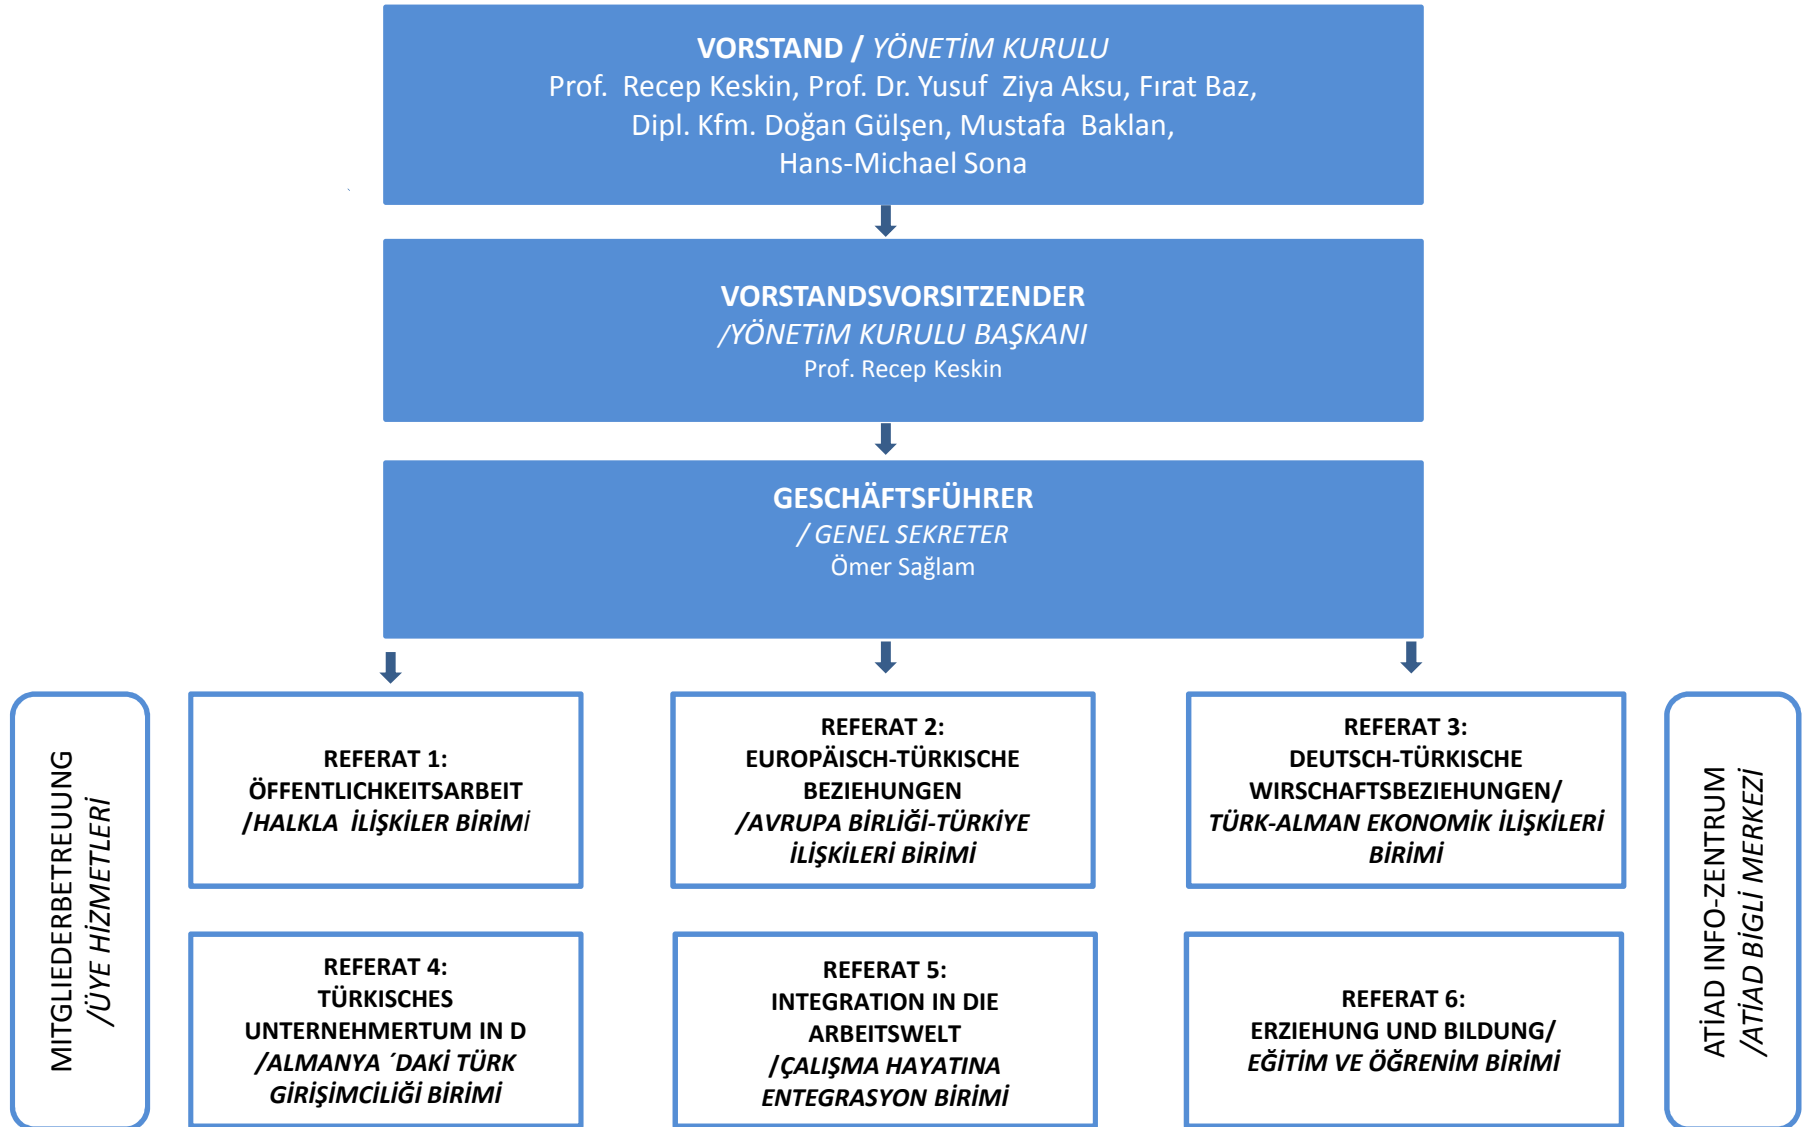 VORSTAND / YÖNETİM KURULU
Prof. Recep Keskin, Prof. Dr. Yusuf Ziya Aksu, Fırat Baz,
Dipl. Kfm. Doğan Gülşen, Mustafa Baklan,
Hans-Michael Sona
VORSTANDSVORSITZENDER
/YÖNETiM KURULU BAŞKANI
Prof. Recep Keskin
GESCHÄFTSFÜHRER
/ GENEL SEKRETER
Ömer Sağlam
MITGLIEDERBETREUUNG
/ÜYE HİZMETLERİ
REFERAT 1:
ÖFFENTLICHKEITSARBEIT
/HALKLA İLİŞKİLER BİRİMİ
REFERAT 2:
EUROPÄISCH-TÜRKISCHE
BEZIEHUNGEN
/AVRUPA BİRLİĞİ-TÜRKİYE
İLİŞKİLERİ BİRİMİ
REFERAT 3:
DEUTSCH-TÜRKISCHE
WIRSCHAFTSBEZIEHUNGEN/
TÜRK-ALMAN EKONOMİK İLİŞKİLERİ
BİRİMİ
REFERAT 4:
TÜRKISCHES
UNTERNEHMERTUM IN D
/ALMANYA ´DAKİ TÜRK
GİRİŞİMCİLİĞİ BİRİMİ
REFERAT 5:
INTEGRATION IN DIE
ARBEITSWELT
/ÇALIŞMA HAYATINA
ENTEGRASYON BİRİMİ
REFERAT 6:
ERZIEHUNG UND BILDUNG/
EĞİTİM VE ÖĞRENİM BİRİMİ
ATİAD INFO-ZENTRUM
/ATİAD BİGLİ MERKEZİ